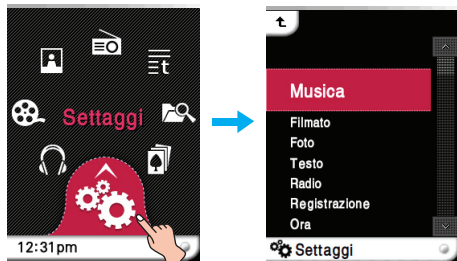 Settaggi
12:31pm
Musica
Filmato
Foto
Testo
Radio
Registrazione
Ora
Settaggi